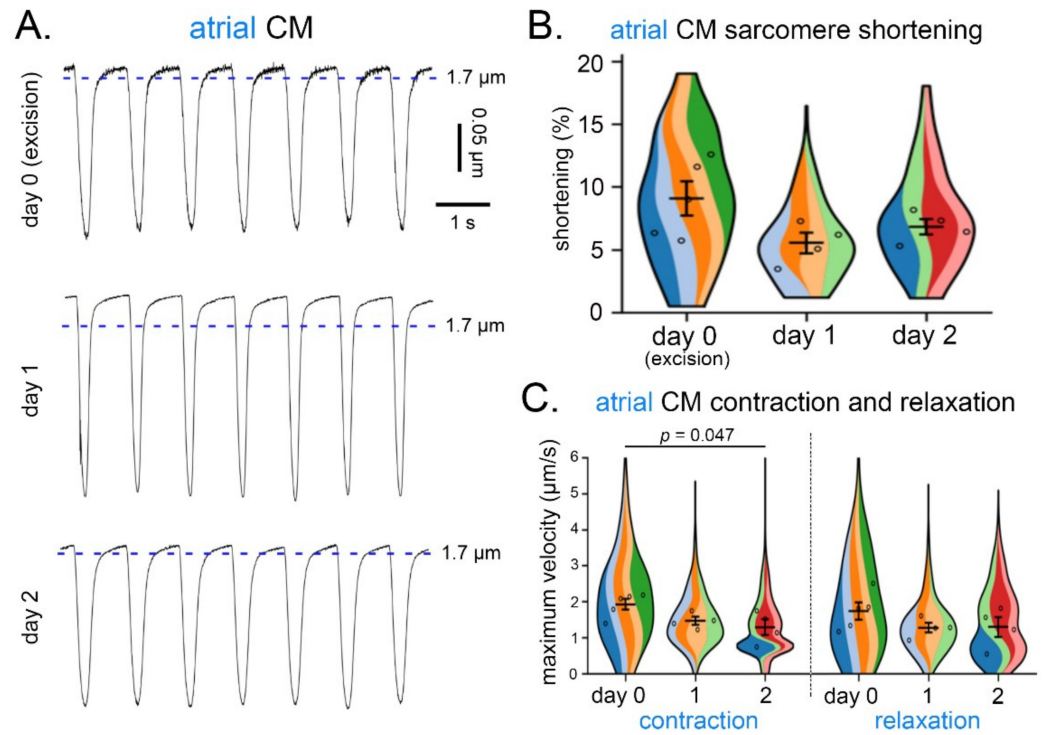 A.
atrial CM
day 0 (excision)
1.7 µm
0.05 µm
1 s
day 1
1.7 µm
day 2
1.7 µm
B.
atrial CM sarcomere shortening
shortening (%)
20
15
10
5
0
day 0
(excision)
day 1
day 2
C.
atrial CM contraction and relaxation
p = 0.047
maximum velocity (µm/s)
6
5
4
3
2
1
0
day 0 1 2
contraction
day 0 1 2
relaxation